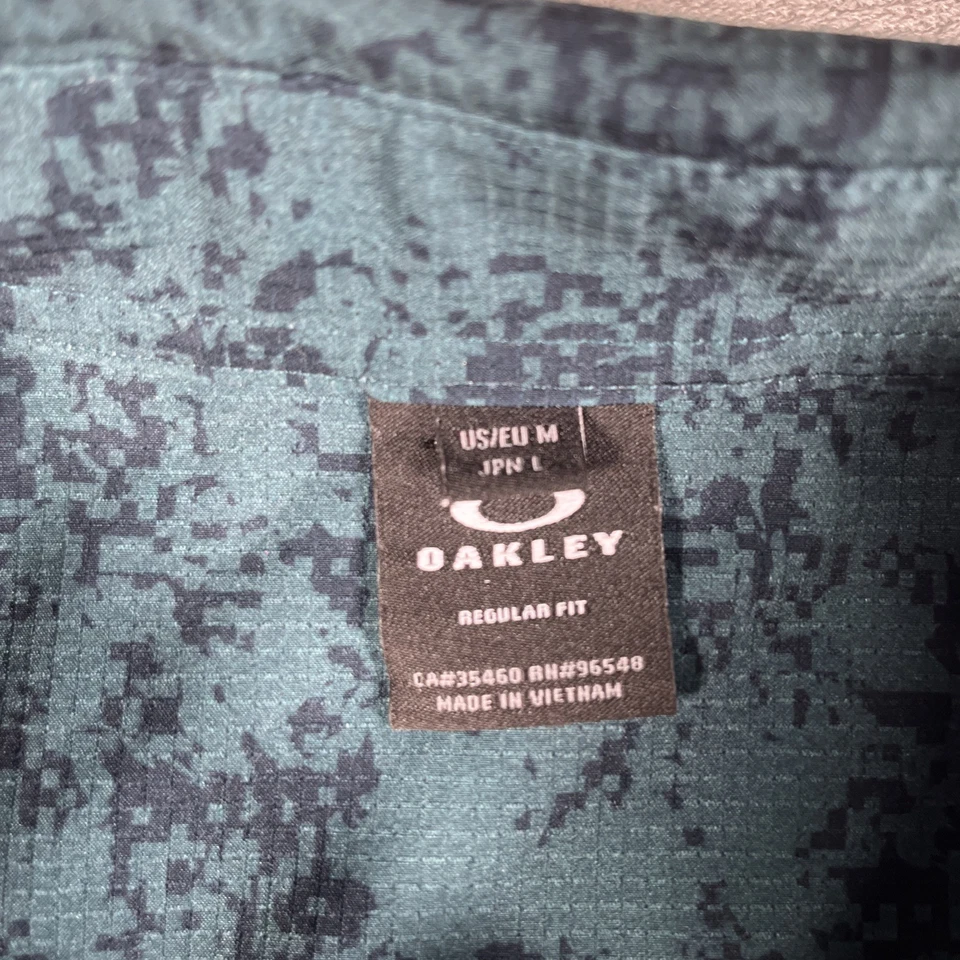 US/EU M
JPN L
OAKLEY
REGULAR FIT
CA#35460 RN#96548
MADE IN VIETNAM